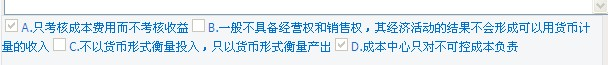 A.只考核成本费用而不考核收益 B.一般不具备经营权和销售权，其经济活动的结果不会形成可以用货币计
量的收入 C.不以货币形式衡量投入，只以货币形式衡量产出 D.成本中心只对不可控成本负责